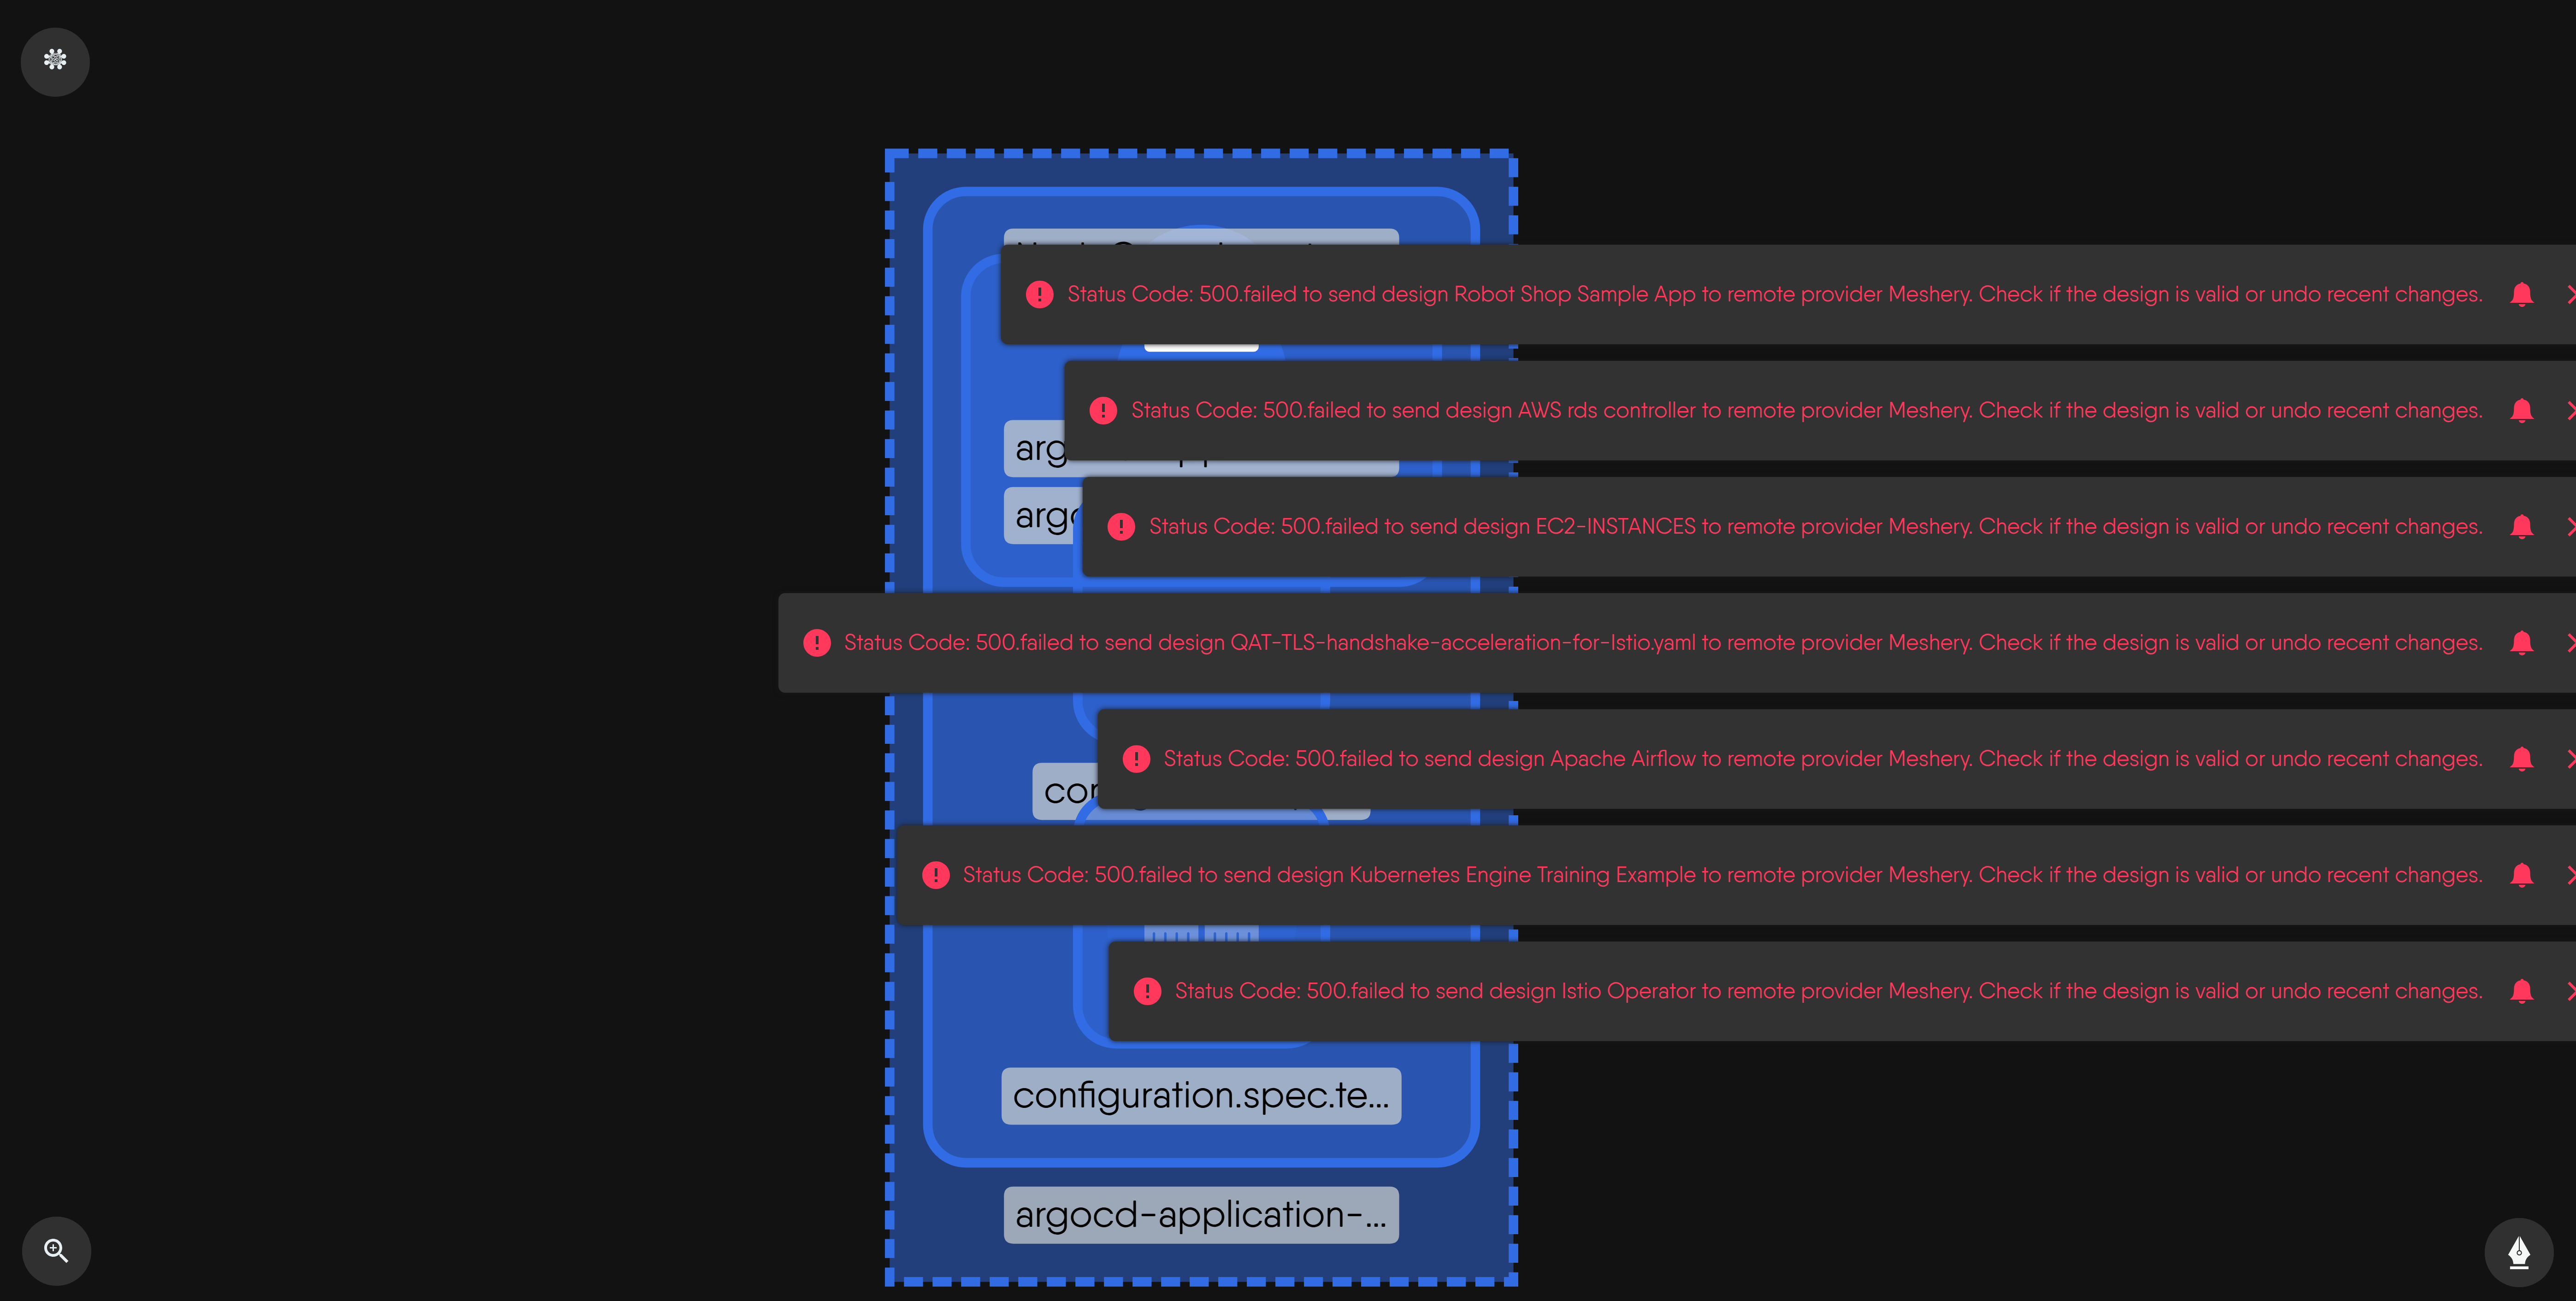 Status Code: 500.failed to send design Robot Shop Sample App to remote provider Meshery. Check if the design is valid or undo recent changes.
Status Code: 500.failed to send design AWS rds controller to remote provider Meshery. Check if the design is valid or undo recent changes.
Status Code: 500.failed to send design EC2-INSTANCES to remote provider Meshery. Check if the design is valid or undo recent changes.
Status Code: 500.failed to send design QAT-TLS-handshake-acceleration-for-Istio.yaml to remote provider Meshery. Check if the design is valid or undo recent changes.
Status Code: 500.failed to send design Apache Airflow to remote provider Meshery. Check if the design is valid or undo recent changes.
Status Code: 500.failed to send design Kubernetes Engine Training Example to remote provider Meshery. Check if the design is valid or undo recent changes.
Status Code: 500.failed to send design Istio Operator to remote provider Meshery. Check if the design is valid or undo recent changes.
configuration.spec.te...
argocd-application-...